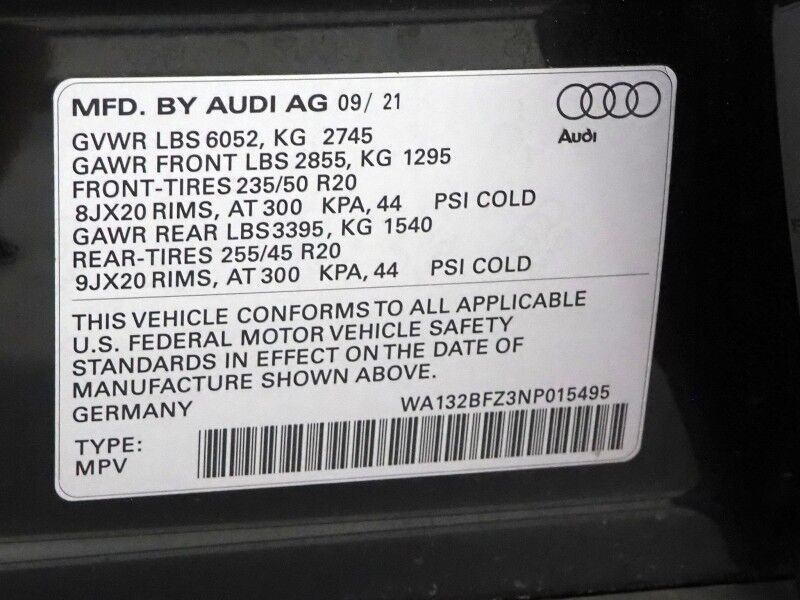 MFD. BY AUDI AG 09/ 21
Audi
GVWR LBS 6052, KG 2745
GAWR FRONT LBS 2855, KG 1295
FRONT-TIRES 235/50 R20
8JX20 RIMS, AT 300 KPA, 44 PSI COLD
GAWR REAR LBS3395, KG 1540
REAR-TIRES 255/45 R20
9JX20 RIMS, AT 300 KPA, 44 PSI COLD
THIS VEHICLE CONFORMS TO ALL APPLICABLE
U.S. FEDERAL MOTOR VEHICLE SAFETY
STANDARDS IN EFFECT ON THE DATE OF
MANUFACTURE SHOWN ABOVE.
GERMANY WA132BFZ3NP015495
TYPE:
MPV